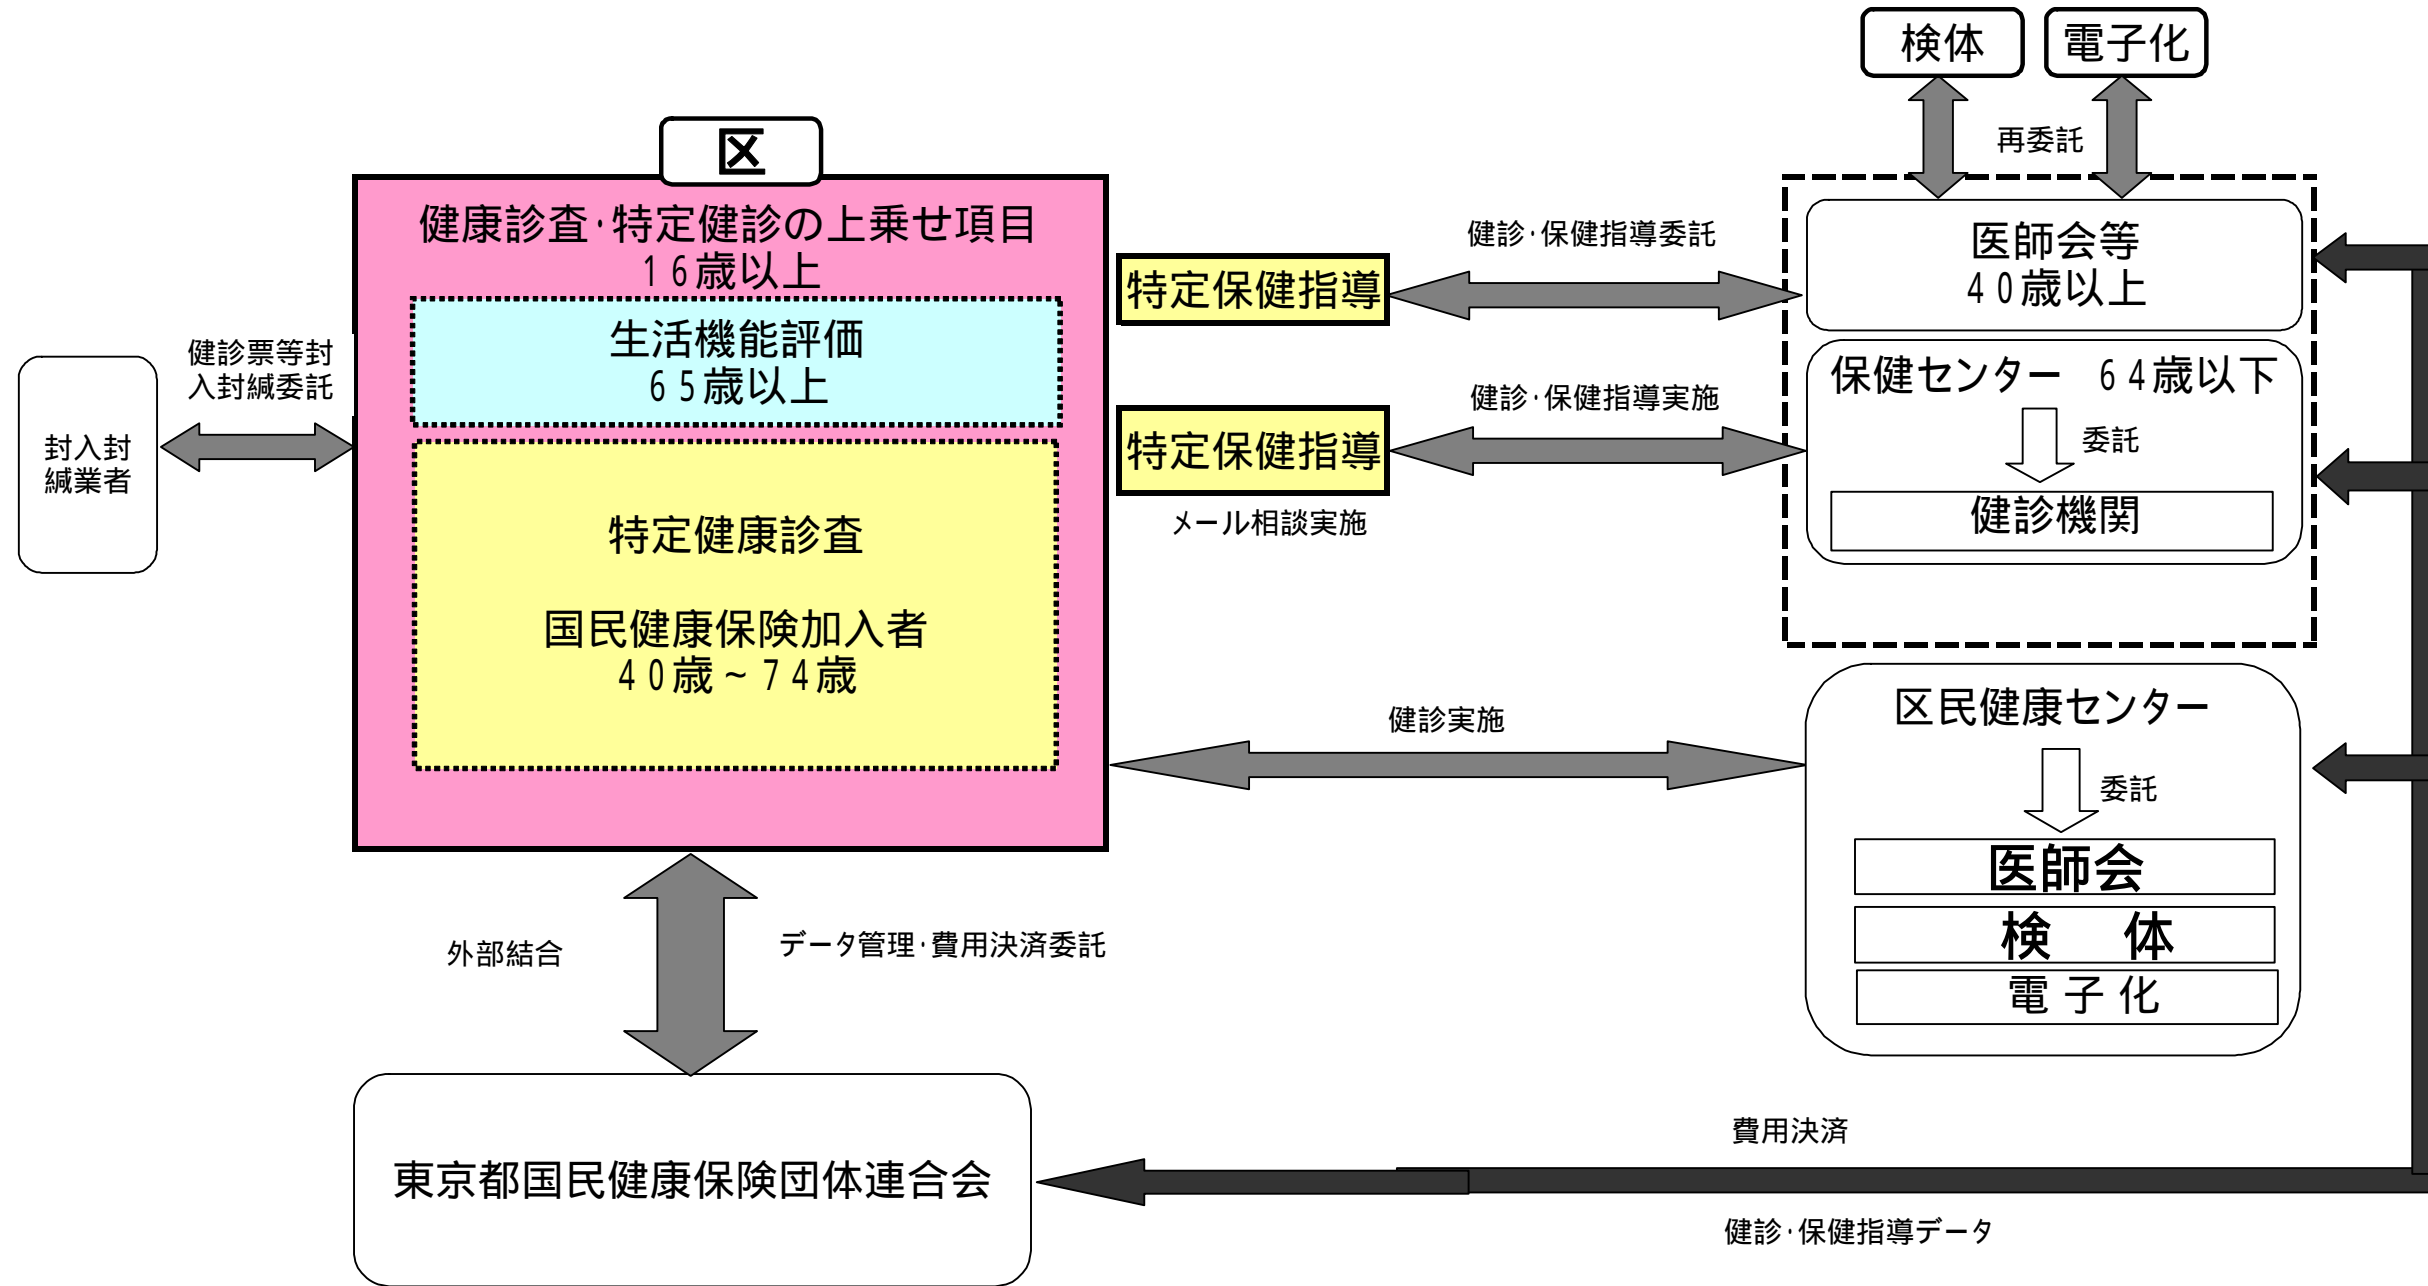 検体
電子化
再委託
区
健康診査･特定健診の上乗せ項目
16歳以上
生活機能評価
65歳以上
特定健康診査
国民健康保険加入者
40歳~74歳
健診票等封
入封緘委託
封入封
緘業者
特定保健指導
健診･保健指導委託
医師会等
40歳以上
特定保健指導
メール相談実施
健診･保健指導実施
保健センター 64歳以下
委託
健診機関
健診実施
区民健康センター
委託
医師会
検 体
電子化
外部結合
データ管理･費用決済委託
東京都国民健康保険団体連合会
費用決済
健診･保健指導データ